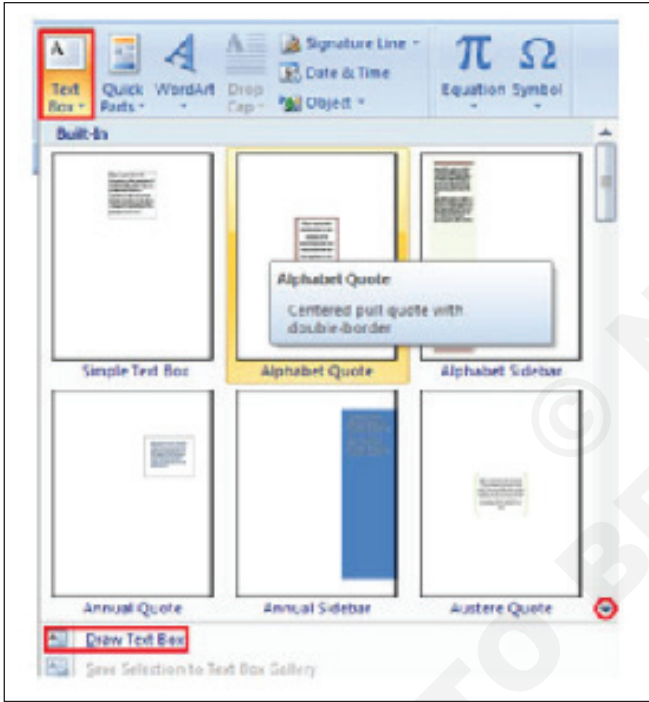 A
Signature Line
Date & Time
Object
π Ω
Text Box
Quick Parts
WordArt
Drop Cap
Equation Symbol
Built-In
Alphabet Quote
Centered pull quote with
double-border
Simple Text Box
Alphabet Quote
Alphabet Sidebar
Annual Quote
Annual Sidebar
Austere Quote
Draw Text Box
Save Selection to Text Box Gallery
©
TO